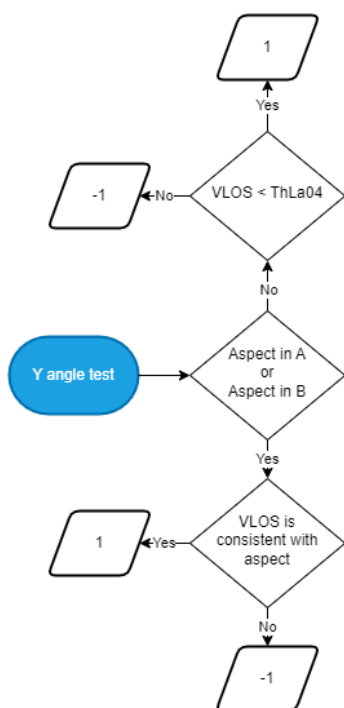 1
Yes
VLOS < ThLa04
No
-1
No
Y angle test
Aspect in A
or
Aspect in B
Yes
VLOS is
consistent with
aspect
Yes
1
No
-1